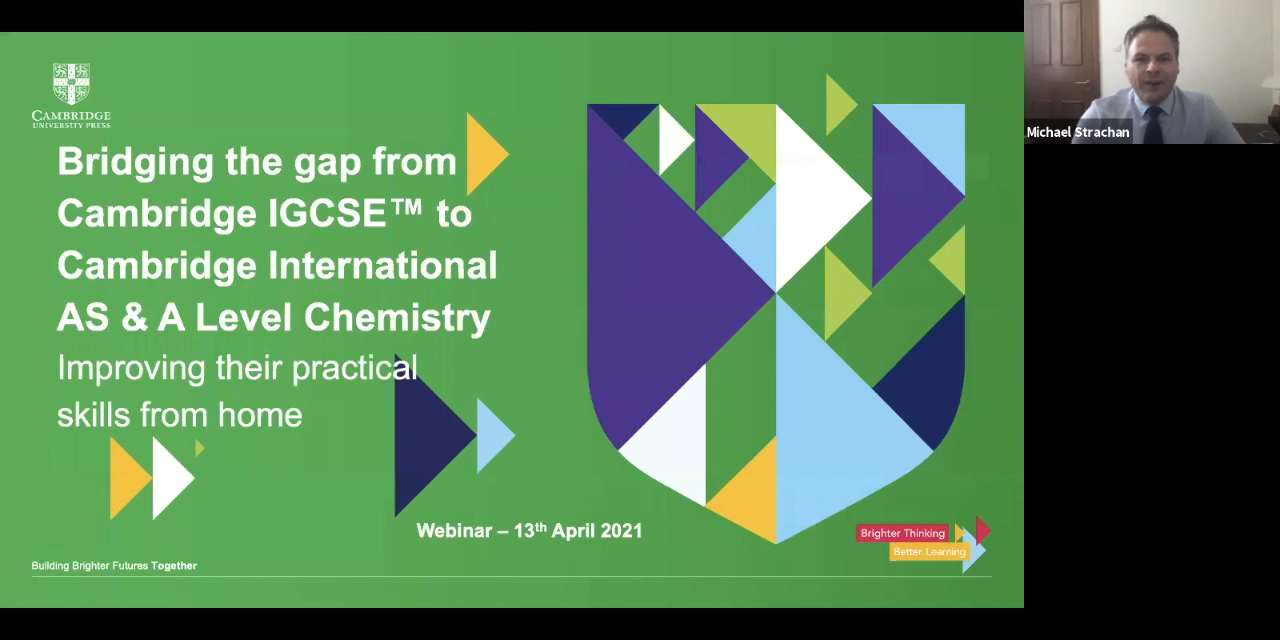 CAMBRIDGE
UNIVERSITY PRESS
Bridging the gap from
Cambridge IGCSE™ to
Cambridge International
AS & A Level Chemistry
Improving their practical
skills from home
Webinar – 13th April 2021
Brighter Thinking
Better Learning
Building Brighter Futures Together
Michael Strachan